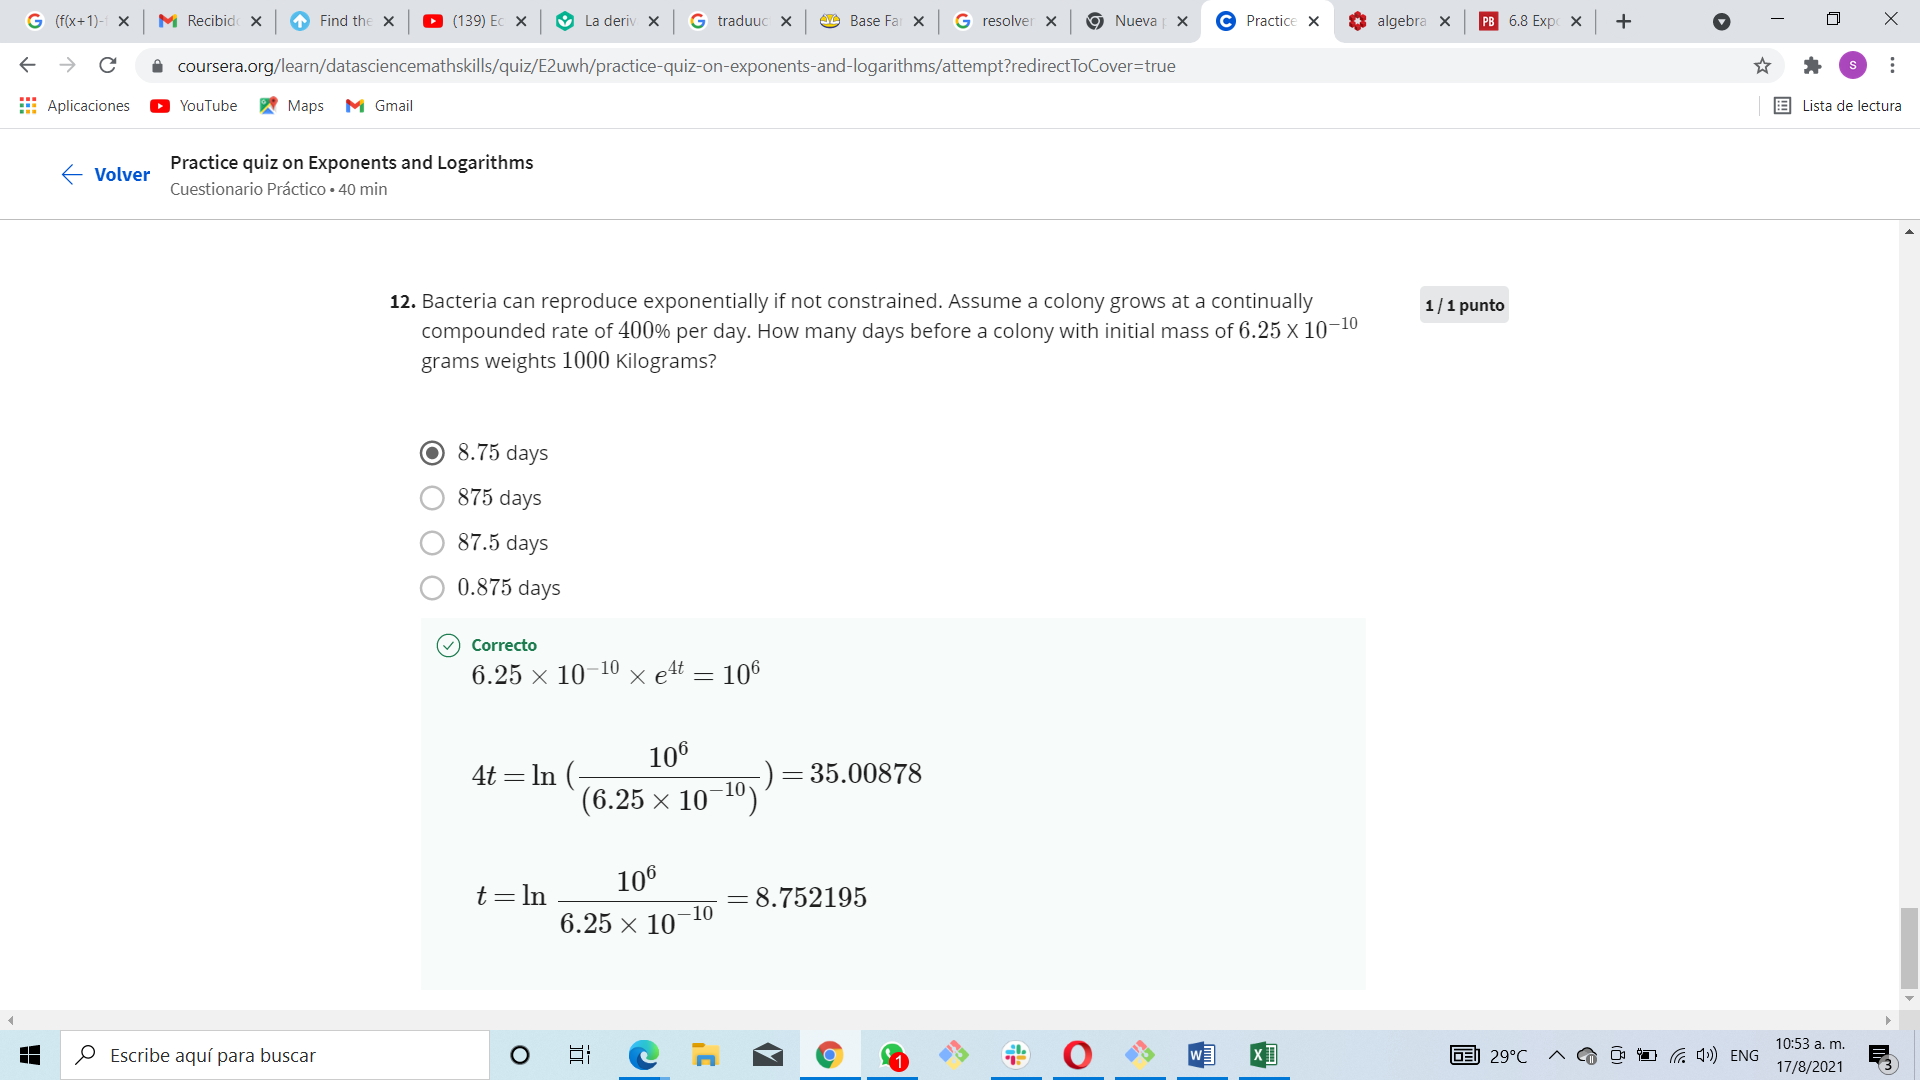 (f(x+1)-
Recibid
Find the
(139) Ec
La deriv
traduuc
Base Fa
resolver
Nueva p
Practice
algebra
PB 6.8 Expo
coursera.org/learn/datasciencemathskills/quiz/E2uwh/practice-quiz-on-exponents-and-logarithms/attempt?redirectToCover=true
S
Aplicaciones YouTube Maps Gmail Lista de lectura
Volver
Practice quiz on Exponents and Logarithms
Cuestionario Práctico • 40 min
12. Bacteria can reproduce exponentially if not constrained. Assume a colony grows at a continually
compounded rate of 400% per day. How many days before a colony with initial mass of 6.25 X 10^{-10}
grams weights 1000 Kilograms?
1 / 1 punto
8.75 days
875 days
87.5 days
0.875 days
Correcto
6.25 × 10^{-10} × e^{4t} = 10^6
4t = ln (10^6 / (6.25 × 10^{-10})) = 35.00878
t = ln 10^6 / 6.25 × 10^{-10} = 8.752195
Escribe aquí para buscar
1
29°C
ENG
10:53 a. m.
17/8/2021
3